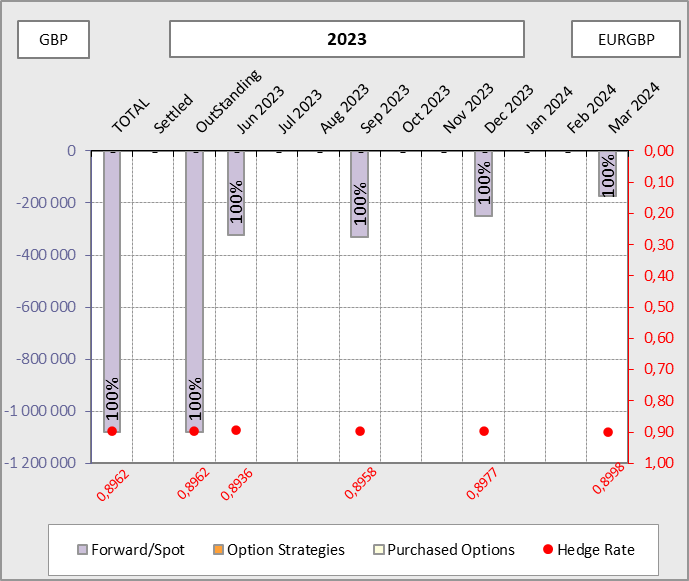 GBP
2023
EURGBP
TOTAL
Settled
OutStanding
Jun 2023
Jul 2023
Aug 2023
Sep 2023
Oct 2023
Nov 2023
Dec 2023
Jan 2024
Feb 2024
Mar 2024
0
-200 000
-400 000
-600 000
-800 000
-1 000 000
-1 200 000
100%
100%
100%
100%
100%
100%
0,00
0,10
0,20
0,30
0,40
0,50
0,60
0,70
0,80
0,90
1,00
0,8962
0,8962
0,8936
0,8958
0,8977
0,8998
Forward/Spot
Option Strategies
Purchased Options
Hedge Rate